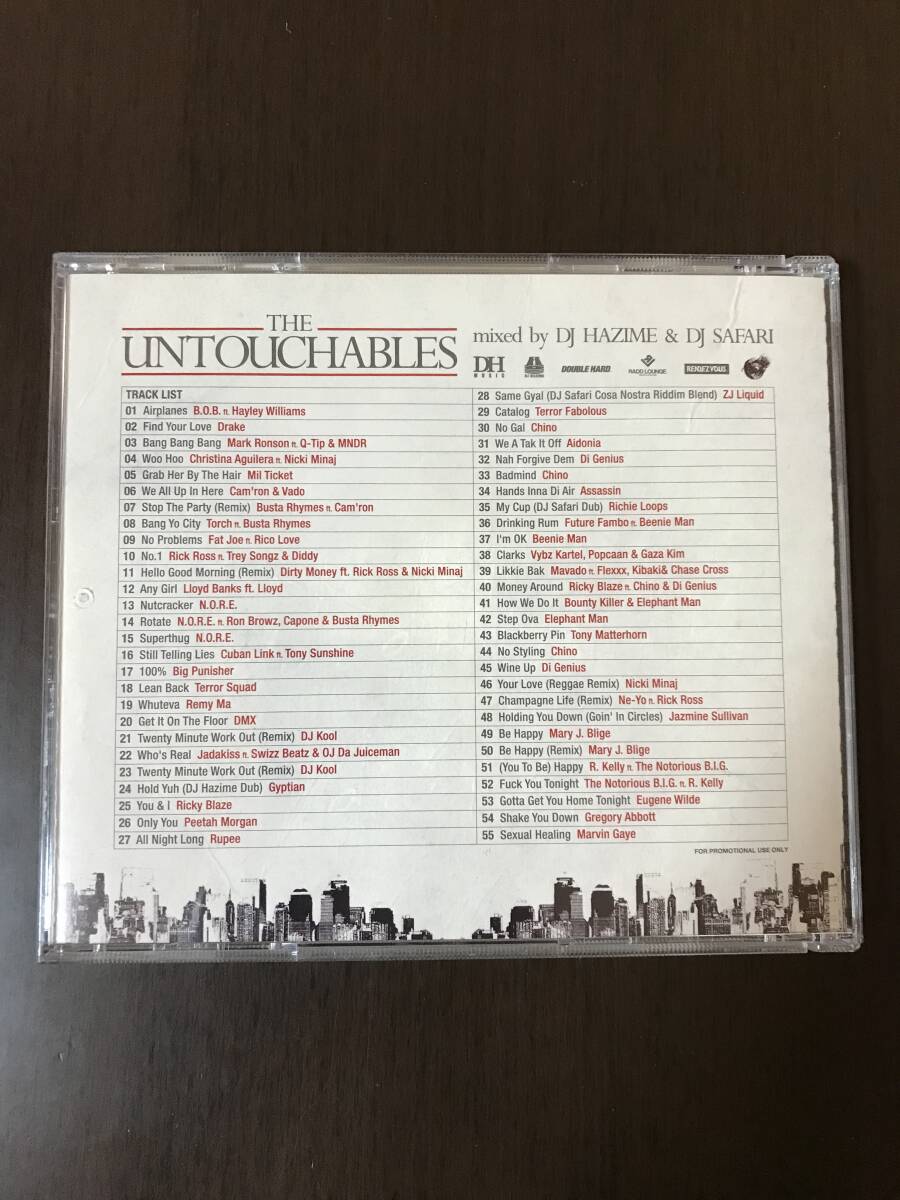 THE
UNTOUCHABLES
mixed by DJ HAZIME & DJ SAFARI
DH
MUSIC
DOUBLE HARD
RADD LOUNGE
RENDEZVOUS
TRACK LIST
01 Airplanes B.O.B. ft. Hayley Williams
02 Find Your Love Drake
03 Bang Bang Bang Mark Ronson ft. Q-Tip & MNDR
04 Woo Hoo Christina Aguilera ft. Nicki Minaj
05 Grab Her By The Hair Mil Ticket
06 We All Up In Here Cam'ron & Vado
07 Stop The Party (Remix) Busta Rhymes ft. Cam'ron
08 Bang Yo City Torch ft. Busta Rhymes
09 No Problems Fat Joe ft. Rico Love
10 No.1 Rick Ross ft. Trey Songz & Diddy
11 Hello Good Morning (Remix) Dirty Money ft. Rick Ross & Nicki Minaj
12 Any Girl Lloyd Banks ft. Lloyd
13 Nutcracker N.O.R.E.
14 Rotate N.O.R.E. ft. Ron Browz, Capone & Busta Rhymes
15 Superthug N.O.R.E.
16 Still Telling Lies Cuban Link ft. Tony Sunshine
17 100% Big Punisher
18 Lean Back Terror Squad
19 Whuteva Remy Ma
20 Get It On The Floor DMX
21 Twenty Minute Work Out (Remix) DJ Kool
22 Who's Real Jadakiss ft. Swizz Beatz & OJ Da Juiceman
23 Twenty Minute Work Out (Remix) DJ Kool
24 Hold Yuh (DJ Hazime Dub) Gyptian
25 You & I Ricky Blaze
26 Only You Peetah Morgan
27 All Night Long Rupee
28 Same Gyal (DJ Safari Cosa Nostra Riddim Blend) ZJ Liquid
29 Catalog Terror Fabolous
30 No Gal Chino
31 We A Tak It Off Aidonia
32 Nah Forgive Dem Di Genius
33 Badmind Chino
34 Hands Inna Di Air Assassin
35 My Cup (DJ Safari Dub) Richie Loops
36 Drinking Rum Future Fambo ft. Beenie Man
37 I'm OK Beenie Man
38 Clarks Vybz Kartel, Popcaan & Gaza Kim
39 Likkie Bak Mavado ft. Flexxx, Kibaki& Chase Cross
40 Money Around Ricky Blaze ft. Chino & Di Genius
41 How We Do It Bounty Killer & Elephant Man
42 Step Ova Elephant Man
43 Blackberry Pin Tony Matterhorn
44 No Styling Chino
45 Wine Up Di Genius
46 Your Love (Reggae Remix) Nicki Minaj
47 Champagne Life (Remix) Ne-Yo ft. Rick Ross
48 Holding You Down (Goin' In Circles) Jazmine Sullivan
49 Be Happy Mary J. Blige
50 Be Happy (Remix) Mary J. Blige
51 (You To Be) Happy R. Kelly ft. The Notorious B.I.G.
52 Fuck You Tonight The Notorious B.I.G. ft. R. Kelly
53 Gotta Get You Home Tonight Eugene Wilde
54 Shake You Down Gregory Abbott
55 Sexual Healing Marvin Gaye
FOR PROMOTIONAL USE ONLY